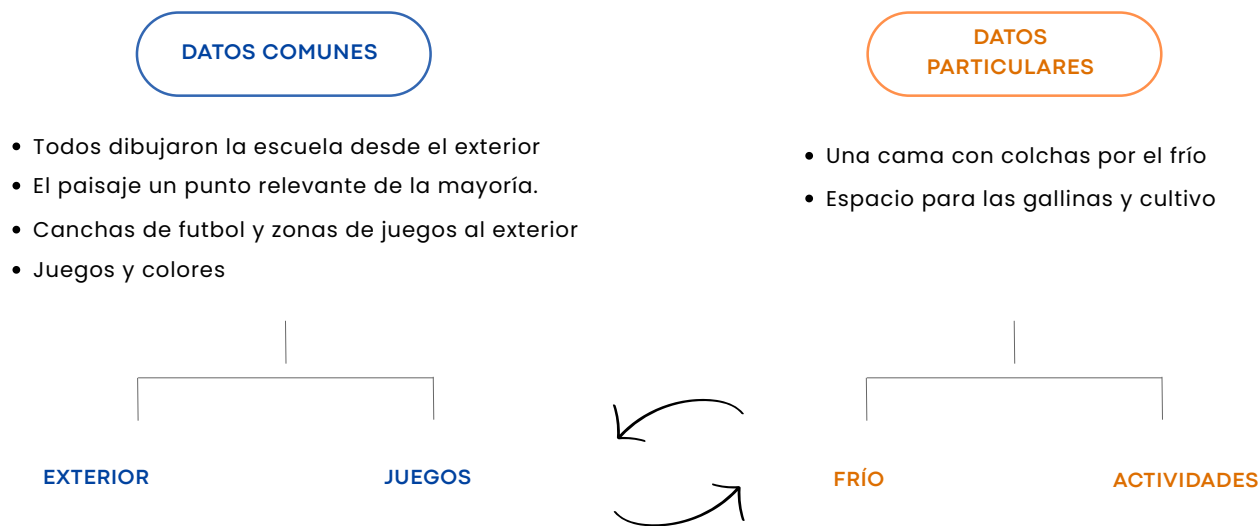 DATOS COMUNES
Todos dibujaron la escuela desde el exterior
El paisaje un punto relevante de la mayoría.
Canchas de futbol y zonas de juegos al exterior
Juegos y colores
EXTERIOR
JUEGOS
DATOS
PARTICULARES
Una cama con colchas por el frío
Espacio para las gallinas y cultivo
FRÍO
ACTIVIDADES